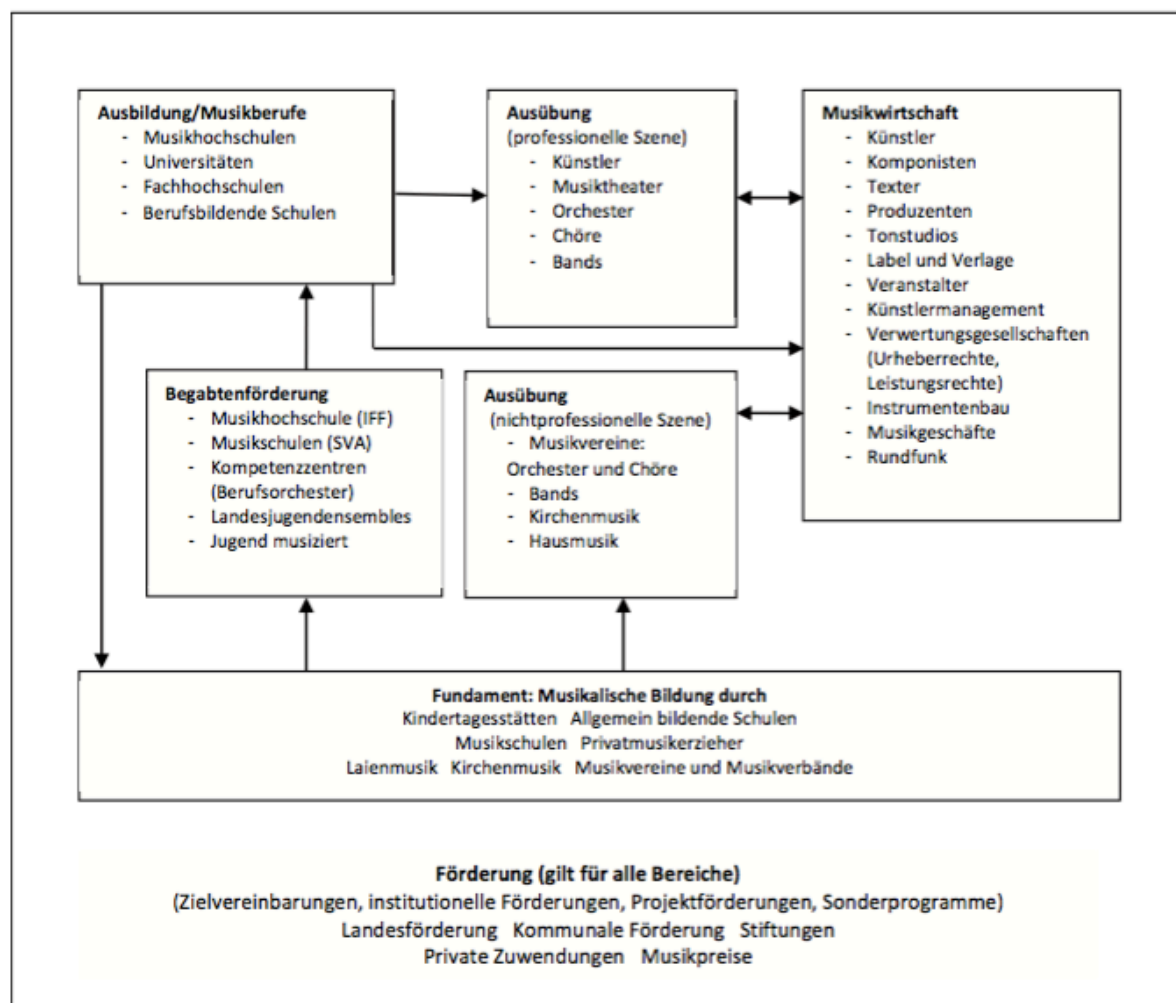 Ausbildung/Musikberufe
- Musikhochschulen
- Universitäten
- Fachhochschulen
- Berufsbildende Schulen
Ausübung
(professionelle Szene)
- Künstler
- Musiktheater
- Orchester
- Chöre
- Bands
Musikwirtschaft
- Künstler
- Komponisten
- Texter
- Produzenten
- Tonstudios
- Label und Verlage
- Veranstalter
- Künstlermanagement
- Verwertungsgesellschaften
(Urheberrechte,
Leistungsrechte)
- Instrumentenbau
- Musikgeschäfte
- Rundfunk
Begabtenförderung
- Musikhochschule (IFF)
- Musikschulen (SVA)
- Kompetenzzentren
(Berufsorchester)
- Landesjugendensembles
- Jugend musiziert
Ausübung
(nichtprofessionelle Szene)
- Musikvereine:
Orchester und Chöre
- Bands
- Kirchenmusik
- Hausmusik
Fundament: Musikalische Bildung durch
Kindertagesstätten Allgemein bildende Schulen
Musikschulen Privatmusikerzieher
Laienmusik Kirchenmusik Musikvereine und Musikverbände
Förderung (gilt für alle Bereiche)
(Zielvereinbarungen, institutionelle Förderungen, Projektförderungen, Sonderprogramme)
Landesförderung Kommunale Förderung Stiftungen
Private Zuwendungen Musikpreise